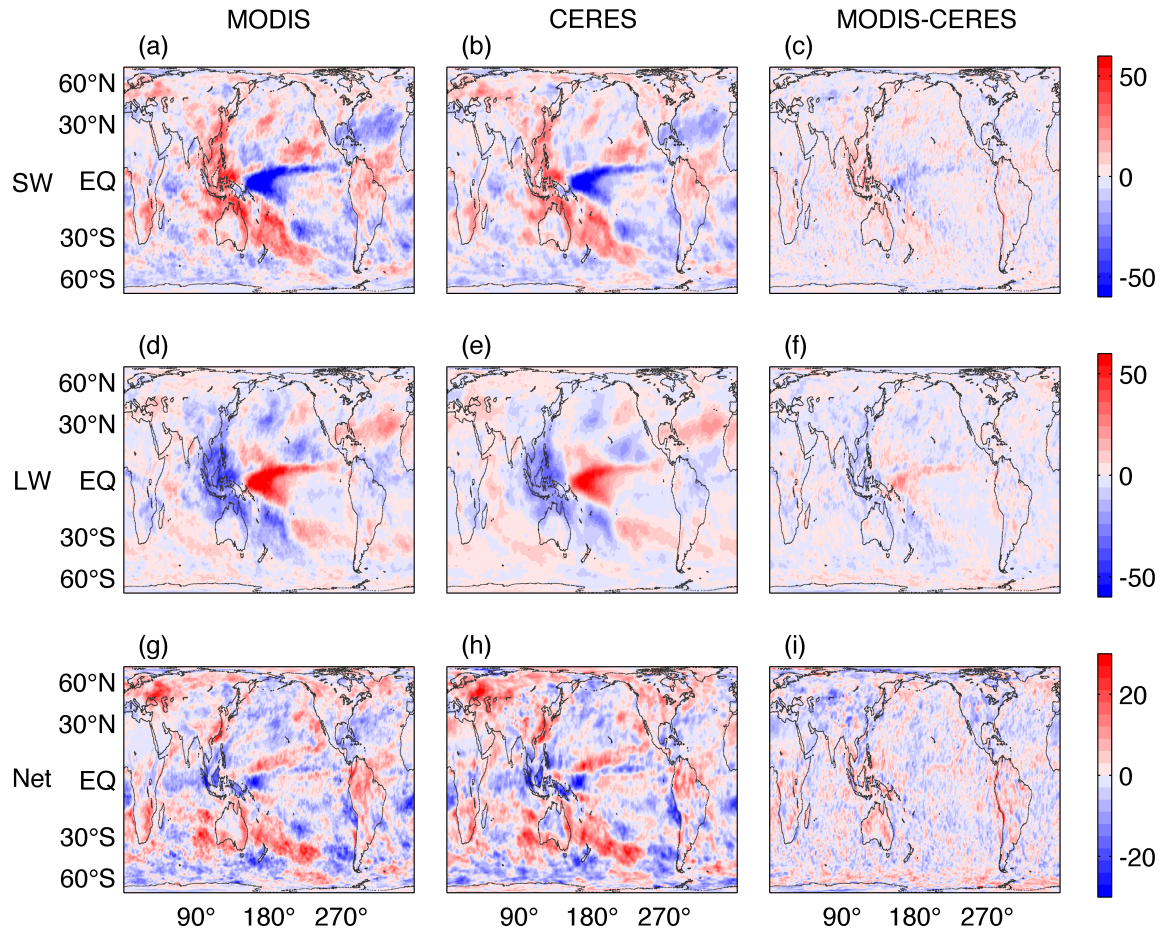 MODIS CERES MODIS-CERES
(a) (b) (c)
60°N
30°N
SW EQ
30°S
60°S
50
0
-50
(d) (e) (f)
60°N
30°N
LW EQ
30°S
60°S
50
0
-50
(g) (h) (i)
60°N
30°N
Net EQ
30°S
60°S
20
0
-20
90° 180° 270° 90° 180° 270° 90° 180° 270°